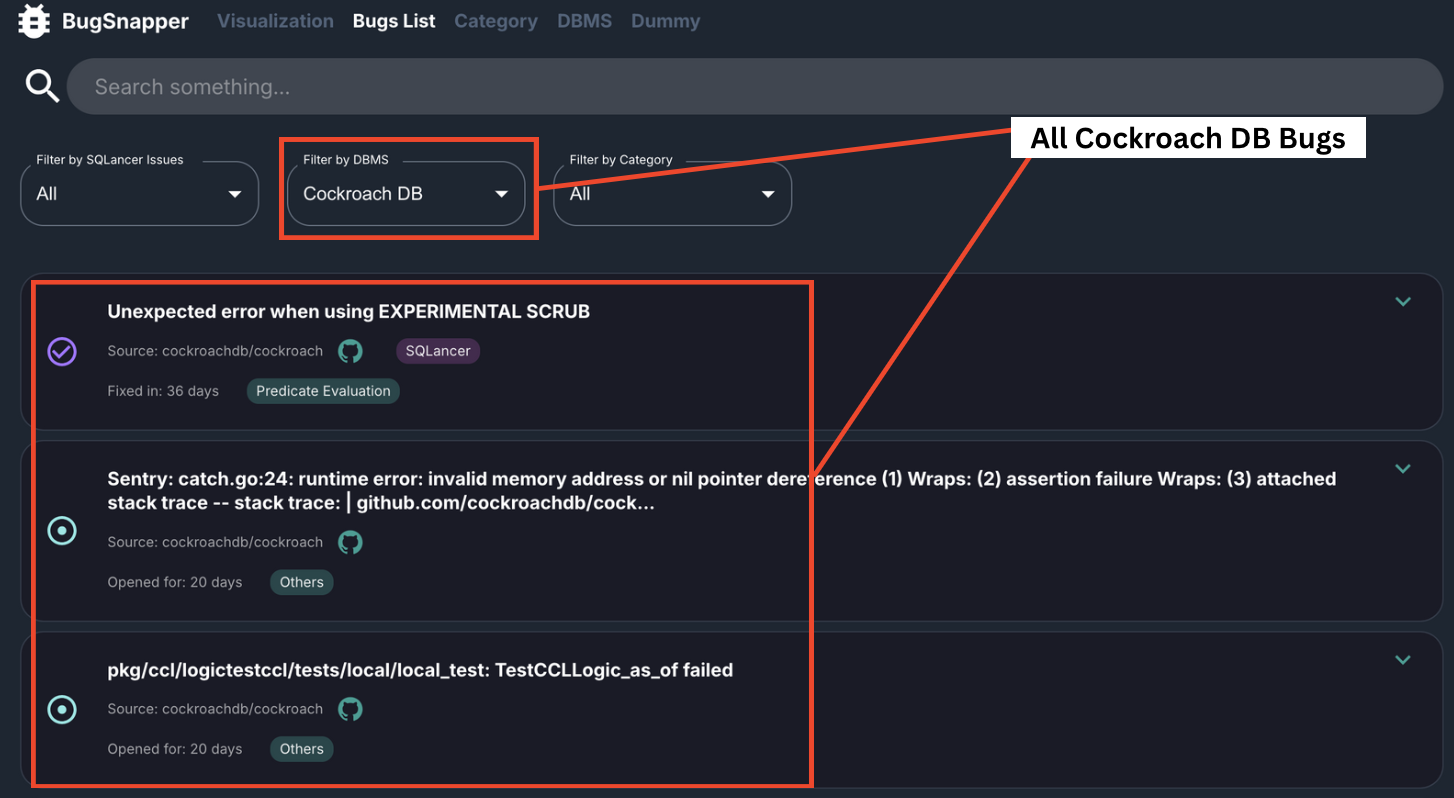 BugSnapper Visualization Bugs List Category DBMS Dummy
Search something...
All Cockroach DB Bugs
Filter by SQLancer Issues Filter by DBMS Filter by Category
All Cockroach DB All
Unexpected error when using EXPERIMENTAL SCRUB
Source: cockroachdb/cockroach SQLancer
Fixed in: 36 days Predicate Evaluation
Sentry: catch.go:24: runtime error: invalid memory address or nil pointer dereference (1) Wraps: (2) assertion failure Wraps: (3) attached
stack trace -- stack trace: | github.com/cockroachdb/cock...
Source: cockroachdb/cockroach
Opened for: 20 days Others
pkg/ccl/logictestccl/tests/local/local_test: TestCCLLogic_as_of failed
Source: cockroachdb/cockroach
Opened for: 20 days Others